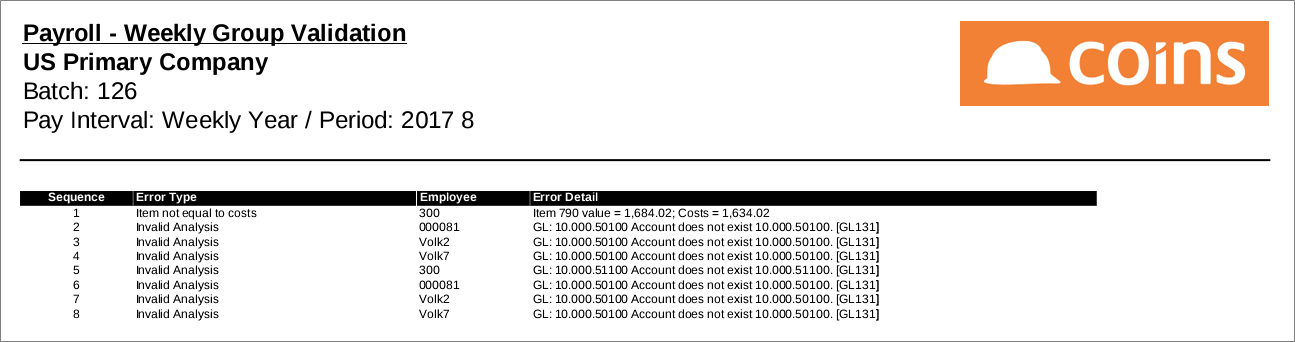 Payroll - Weekly Group Validation
US Primary Company
Batch: 126
Pay Interval: Weekly Year / Period: 2017 8
coins
Sequence Error Type Employee Error Detail
1 Item not equal to costs 300 Item 790 value = 1,684.02; Costs = 1,634.02
2 Invalid Analysis 000081 GL: 10.000.50100 Account does not exist 10.000.50100. [GL131]
3 Invalid Analysis Volk2 GL: 10.000.50100 Account does not exist 10.000.50100. [GL131]
4 Invalid Analysis Volk7 GL: 10.000.50100 Account does not exist 10.000.50100. [GL131]
5 Invalid Analysis 300 GL: 10.000.51100 Account does not exist 10.000.51100. [GL131]
6 Invalid Analysis 000081 GL: 10.000.50100 Account does not exist 10.000.50100. [GL131]
7 Invalid Analysis Volk2 GL: 10.000.50100 Account does not exist 10.000.50100. [GL131]
8 Invalid Analysis Volk7 GL: 10.000.50100 Account does not exist 10.000.50100. [GL131]